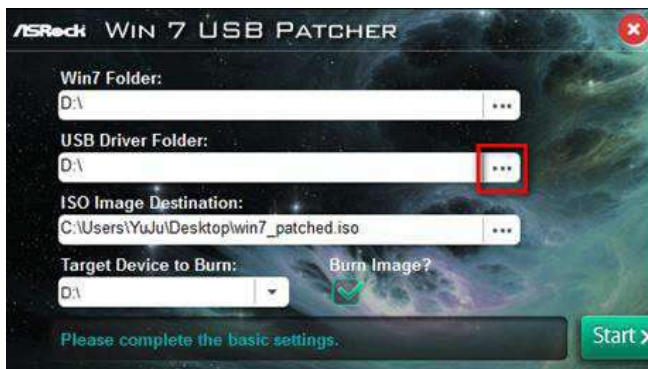 ASRock WIN 7 USB PATCHER
Win7 Folder:
D:\
...
USB Driver Folder:
D:\
...
ISO Image Destination:
C:\Users\YuJu\Desktop\win7_patched.iso
...
Target Device to Burn: Burn Image?
D:\
Please complete the basic settings.
Start